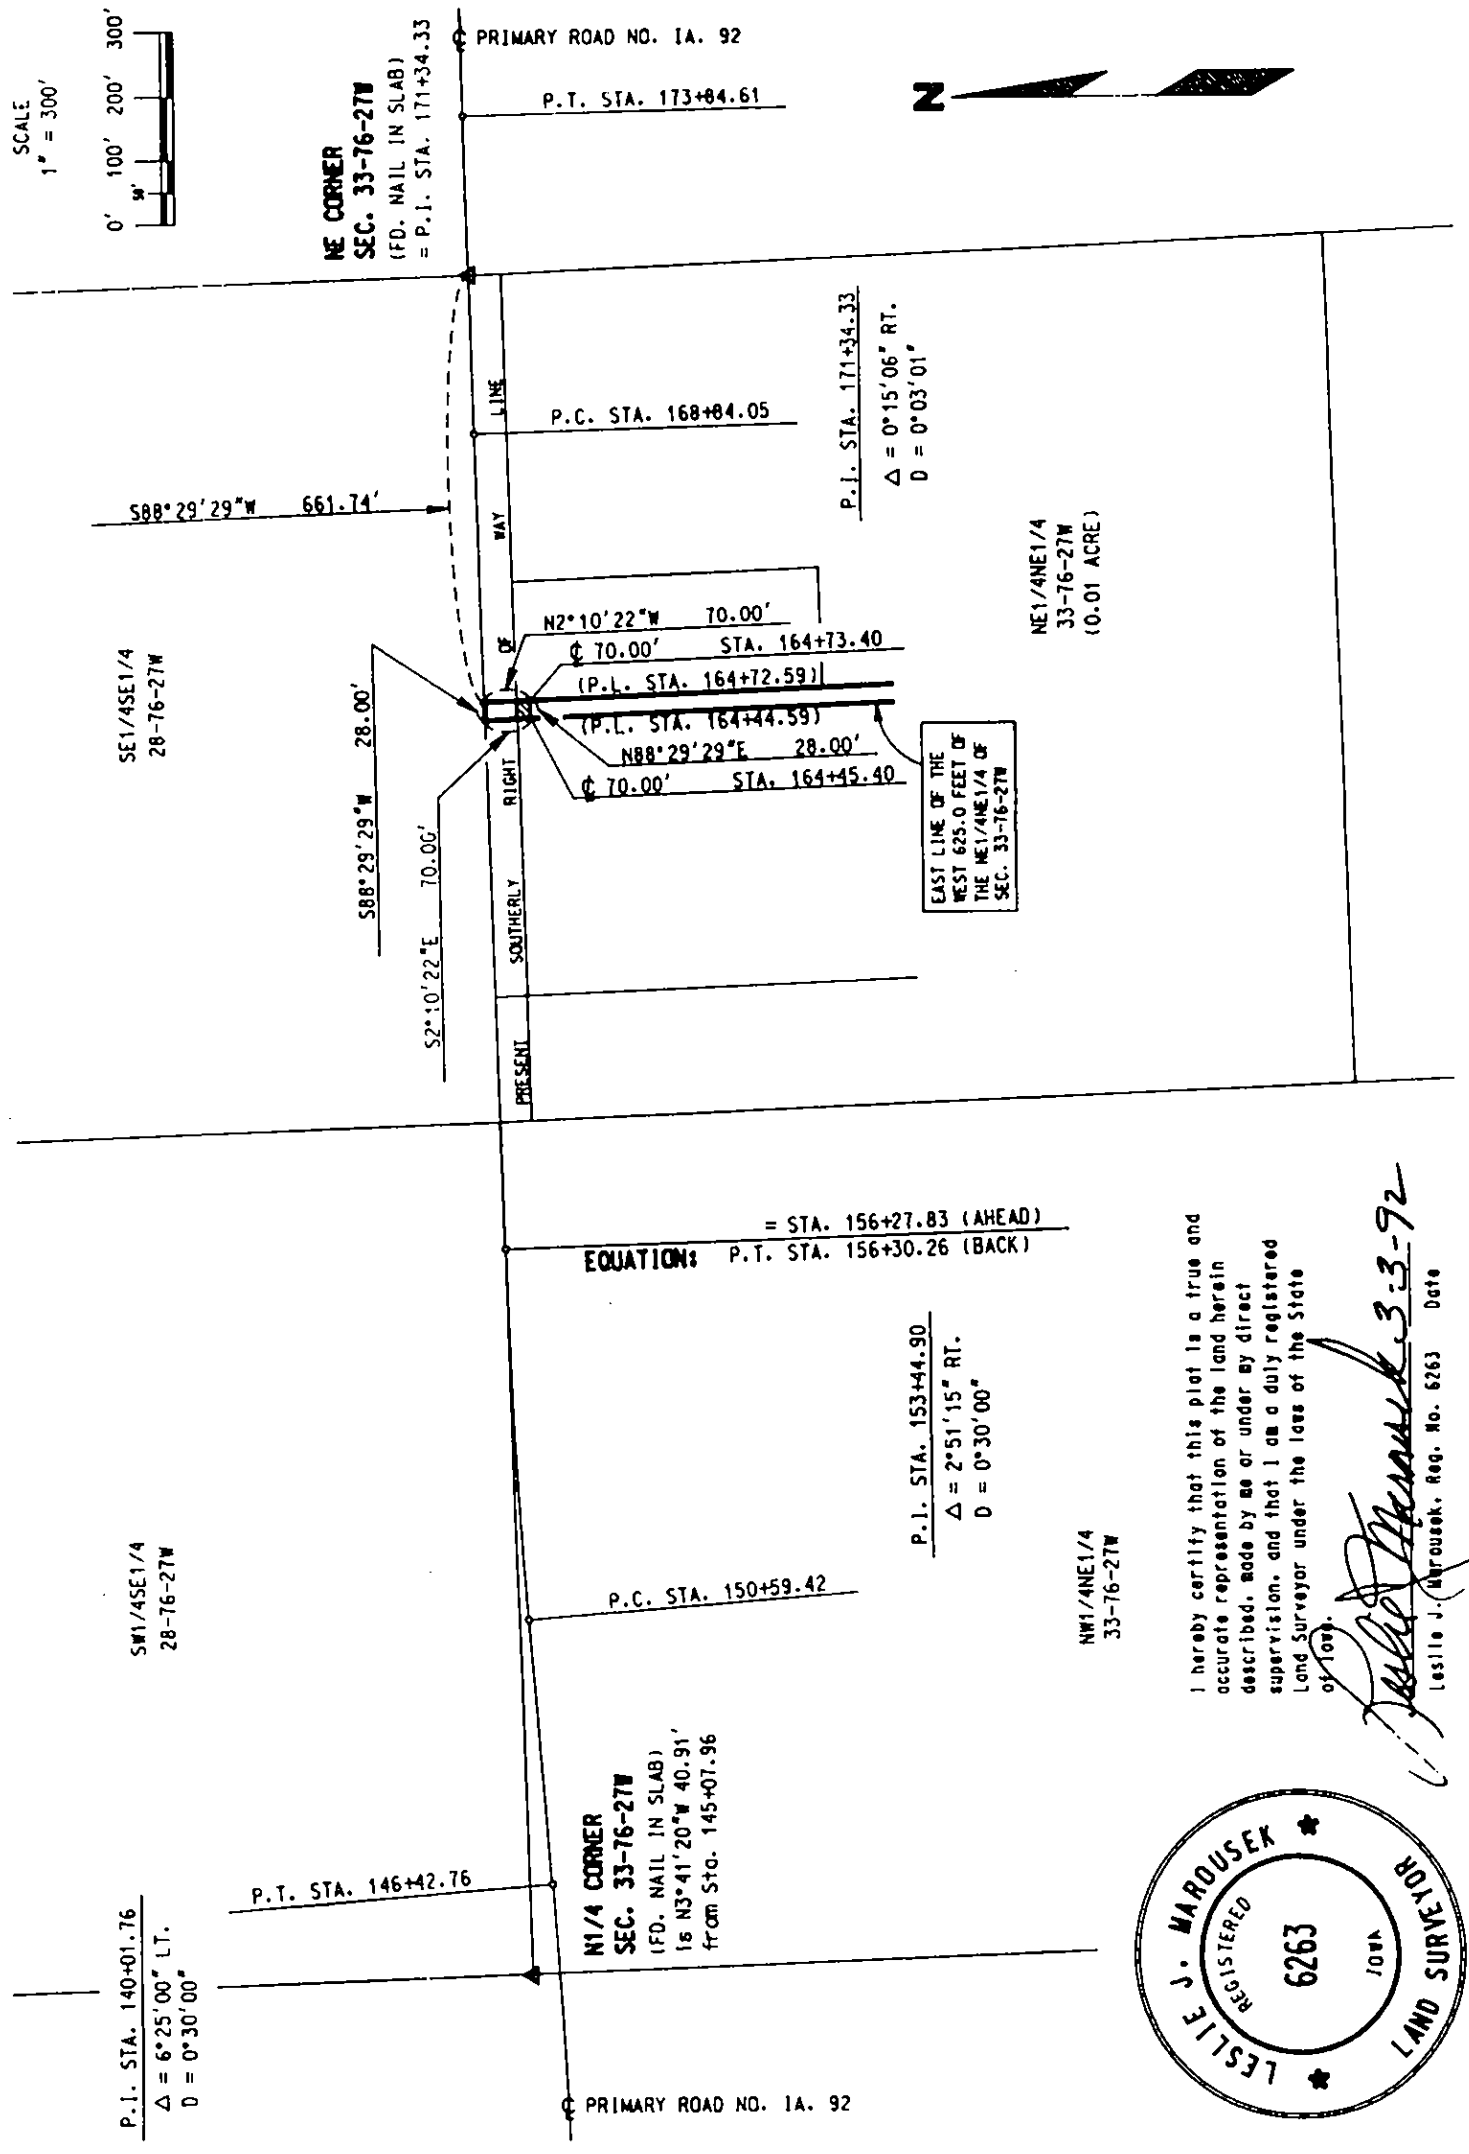 SCALE
1" = 300'
0' 50' 100' 200' 300'
P.I. STA. 140+01.76
Δ = 6°25'00" LT.
D = 0°30'00"
SW1/4SE1/4
28-76-27W
SE1/4SE1/4
28-76-27W
S88°29'29"W 661.74'
S88°29'29"W 28.00'
S2°10'22"E 70.00'
NE CORNER
SEC. 33-76-27W
(FD. NAIL IN SLAB)
= P.I. STA. 171+34.33
℄ PRIMARY ROAD NO. IA. 92
P.T. STA. 173+84.61
N
P.T. STA. 146+42.76
PRESENT SOUTHERLY RIGHT OF WAY LINE
P.C. STA. 168+84.05
N2°10'22"W 70.00'
℄ 70.00' STA. 164+73.40
(P.L. STA. 164+72.59)
(P.L. STA. 164+44.59)
N88°29'29"E 28.00'
℄ 70.00' STA. 164+45.40
P.I. STA. 171+34.33
Δ = 0°15'06" RT.
D = 0°03'01"
EAST LINE OF THE
WEST 625.0 FEET OF
THE NE1/4NE1/4 OF
SEC. 33-76-27W
NE1/4NE1/4
33-76-27W
(0.01 ACRE)
℄ PRIMARY ROAD NO. IA. 92
N1/4 CORNER
SEC. 33-76-27W
(FD. NAIL IN SLAB)
is N3°41'20"W 40.91'
from Sta. 145+07.96
P.C. STA. 150+59.42
= STA. 156+27.83 (AHEAD)
EQUATION: P.T. STA. 156+30.26 (BACK)
P.I. STA. 153+44.90
Δ = 2°51'15" RT.
D = 0°30'00"
NW1/4NE1/4
33-76-27W
LESLIE J. MAROUSEK
REGISTERED
6263
IOWA
LAND SURVEYOR
I hereby certify that this plat is a true and
accurate representation of the land herein
described, made by me or under my direct
supervision, and that I am a duly registered
Land Surveyor under the laws of the State
of Iowa.
Leslie J Marousek 3-3-92
Leslie J. Marousek, Reg. No. 6263 Date